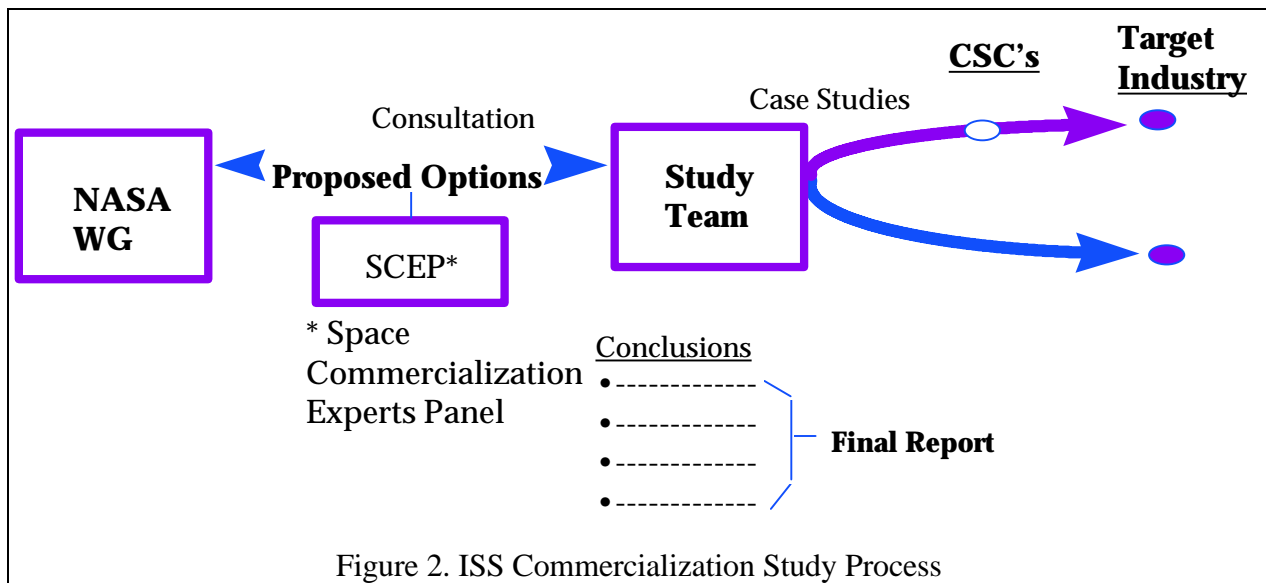 CSC's
Target
Industry
Case Studies
Consultation
NASA
WG
Proposed Options
Study
Team
SCEP*
* Space
Commercialization
Experts Panel
Conclusions
• -------------
• -------------
• -------------
• -------------
Final Report
Figure 2. ISS Commercialization Study Process